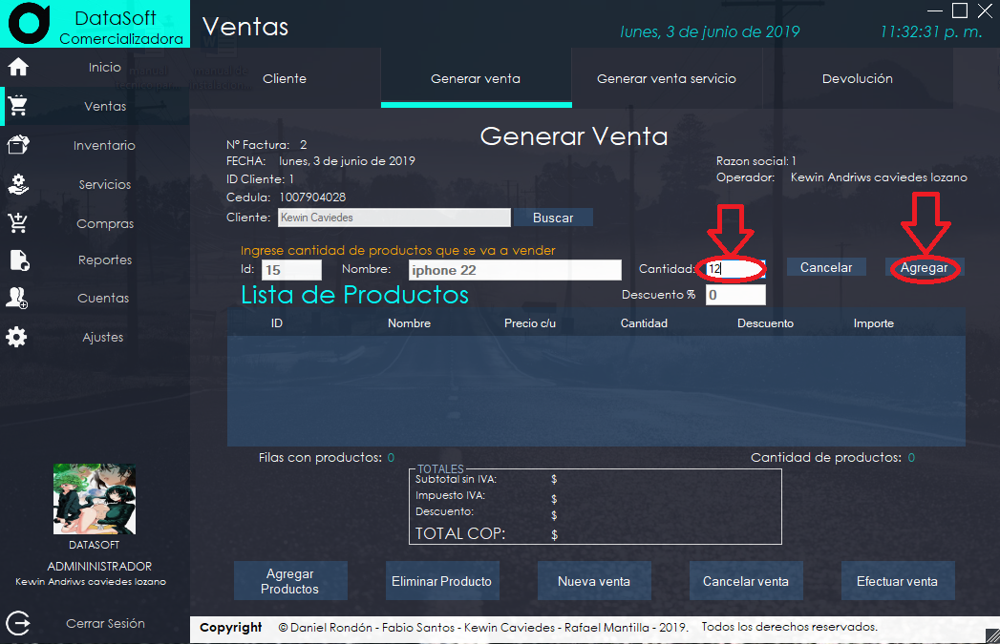 DataSoft
Comercializadora
Ventas
lunes, 3 de junio de 2019
11:32:31 p. m.
Inicio
Ventas
Inventario
Servicios
Compras
Reportes
Cuentas
Ajustes
DATASOFT
ADMININISTRADOR
Kewin Andriws caviedes lozano
Cerrar Sesión
Cliente
Generar venta
Generar venta servicio
Devolución
Generar Venta
Nº Factura: 2
FECHA: lunes, 3 de junio de 2019
ID Cliente: 1
Cedula: 1007904028
Cliente: Kewin Caviedes Buscar
Razon social: 1
Operador: Kewin Andriws caviedes lozano
Ingrese cantidad de productos que se va a vender
Id: 15 Nombre: iphone 22 Cantidad: 12 Cancelar Agregar
Lista de Productos
Descuento % 0
ID Nombre Precio c/u Cantidad Descuento Importe
Filas con productos: 0
Cantidad de productos: 0
TOTALES
Subtotal sin IVA: $
Impuesto IVA: $
Descuento: $
TOTAL COP: $
Agregar
Productos
Eliminar Producto
Nueva venta
Cancelar venta
Efectuar venta
Copyright © Daniel Rondón - Fabio Santos - Kewin Caviedes - Rafael Mantilla - 2019. Todos los derechos reservados.